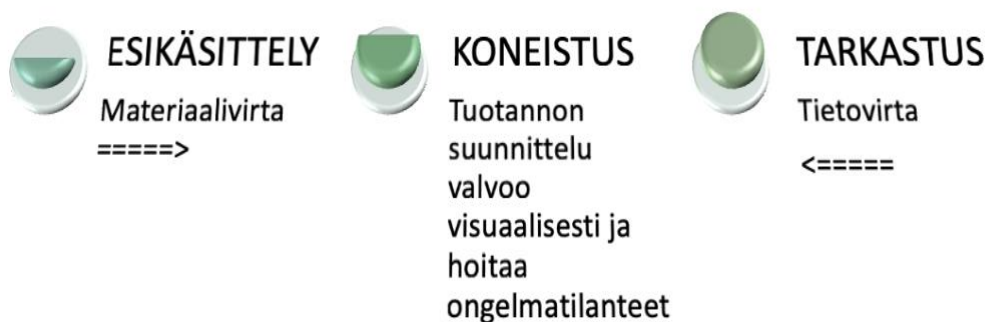 ESIKÄSITTELY
Materiaalivirta
=====>
KONEISTUS
Tuotannon
suunnittelu
valvoo
visuaalisesti ja
hoitaa
ongelmatilanteet
TARKASTUS
Tietovirta
<=====